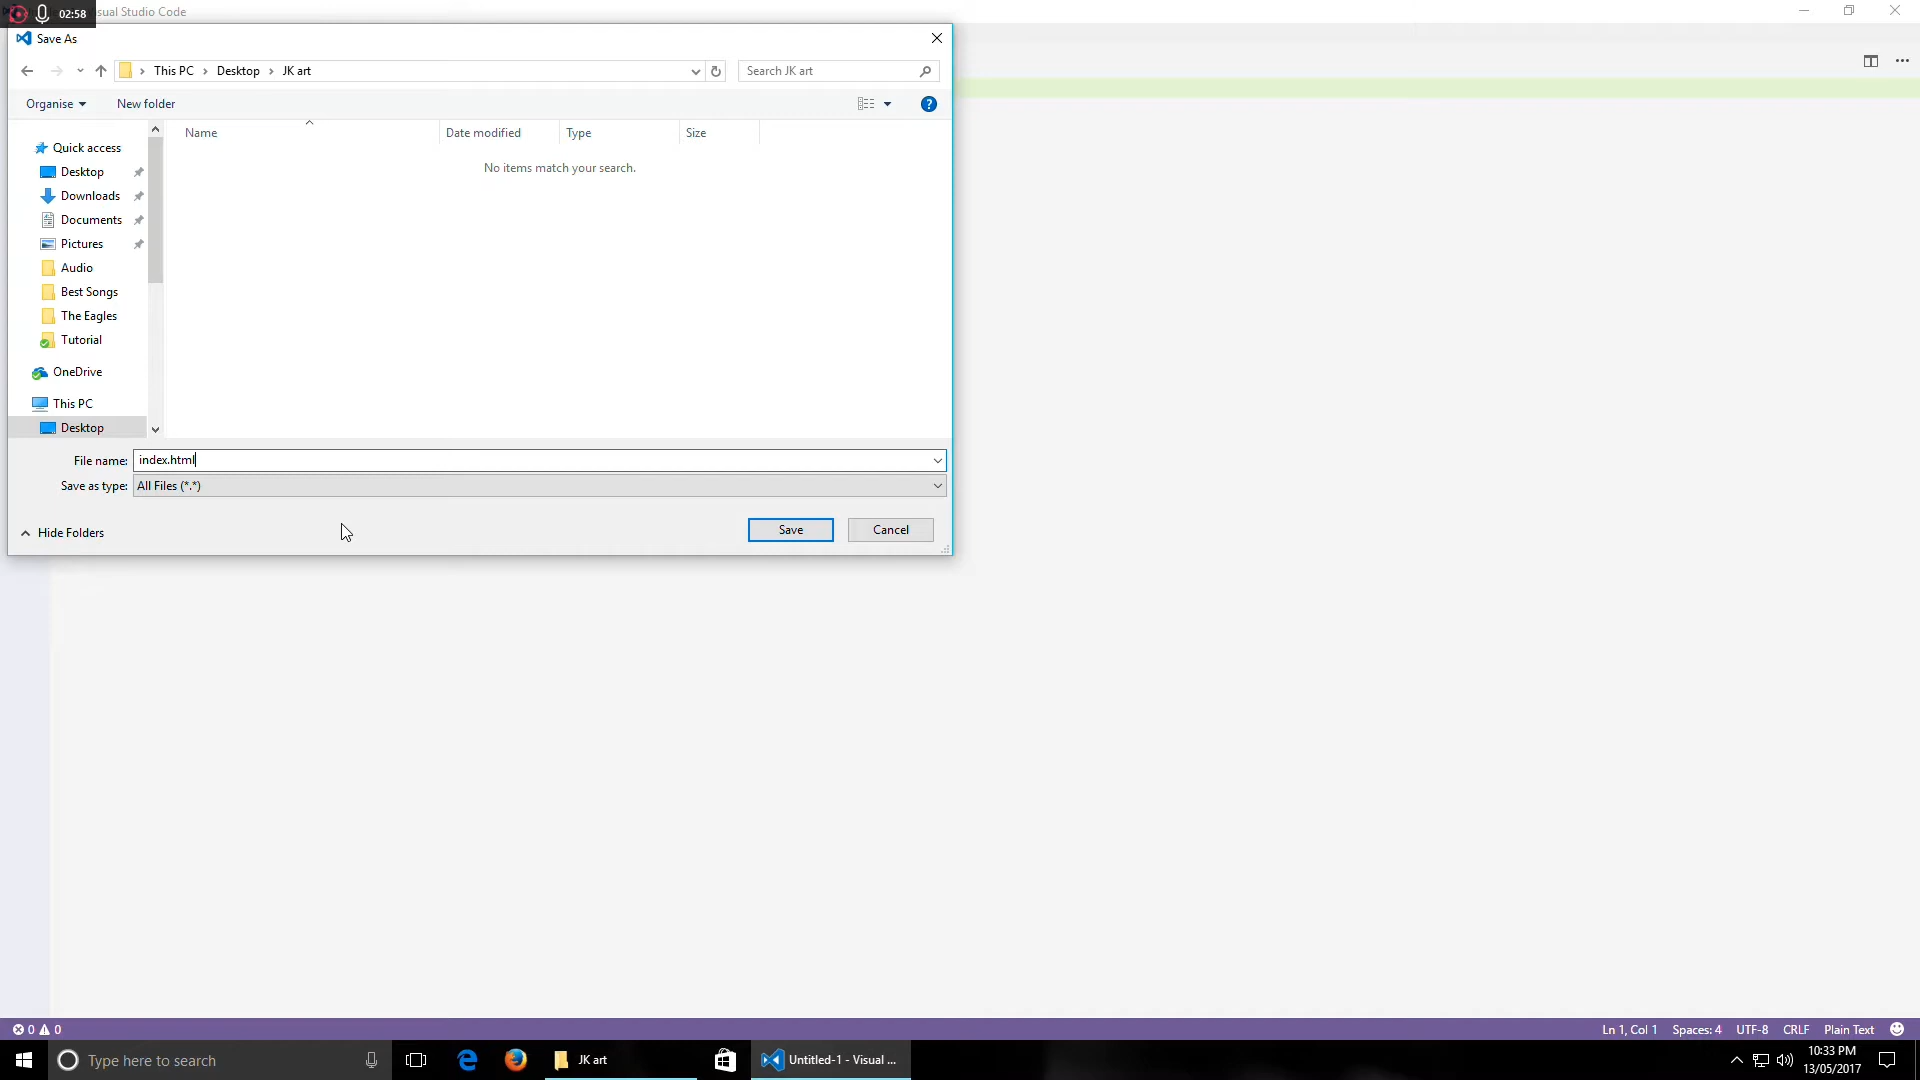 02:58
sual Studio Code
Save As
This PC > Desktop > JK art
Search JK art
Organise
New folder
?
Name
Date modified
Type
Size
No items match your search.
Quick access
Desktop
Downloads
Documents
Pictures
Audio
Best Songs
The Eagles
Tutorial
OneDrive
This PC
Desktop
File name: index.html
Save as type: All Files (*.*)
Hide Folders
Save
Cancel
0 0
Ln 1, Col 1
Spaces: 4
UTF-8
CRLF
Plain Text
Type here to search
JK art
Untitled-1 - Visual ...
10:33 PM
13/05/2017